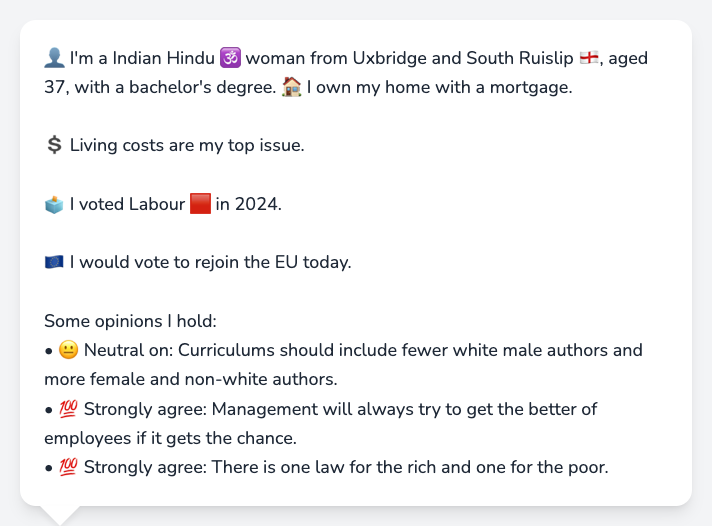 👤 I'm a Indian Hindu 🕉️ woman from Uxbridge and South Ruislip 🏴󠁧󠁢󠁥󠁮󠁧󠁿, aged
37, with a bachelor's degree. 🏠 I own my home with a mortgage.
💲 Living costs are my top issue.
🗳️ I voted Labour 🟥 in 2024.
🇪🇺 I would vote to rejoin the EU today.
Some opinions I hold:
• 😐 Neutral on: Curriculums should include fewer white male authors and
more female and non-white authors.
• 💯 Strongly agree: Management will always try to get the better of
employees if it gets the chance.
• 💯 Strongly agree: There is one law for the rich and one for the poor.